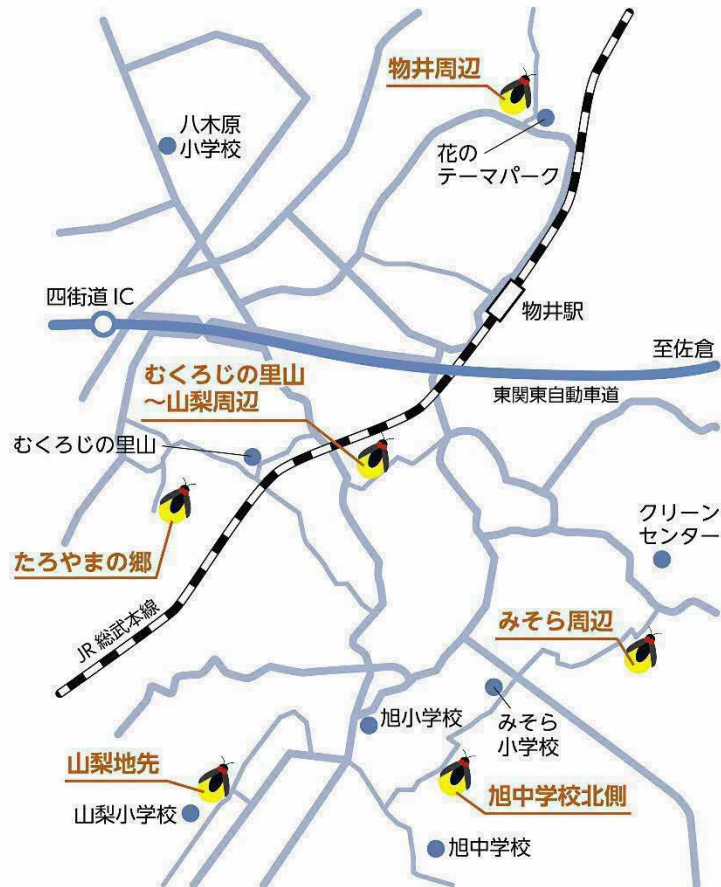 物井周辺
八木原
小学校
花の
テーマパーク
四街道IC
物井駅
至佐倉
むくろじの里山
～山梨周辺
東関東自動車道
むくろじの里山
クリーン
センター
たろやまの郷
JR総武本線
みそら周辺
旭小学校
みそら
小学校
山梨地先
旭中学校北側
山梨小学校
旭中学校